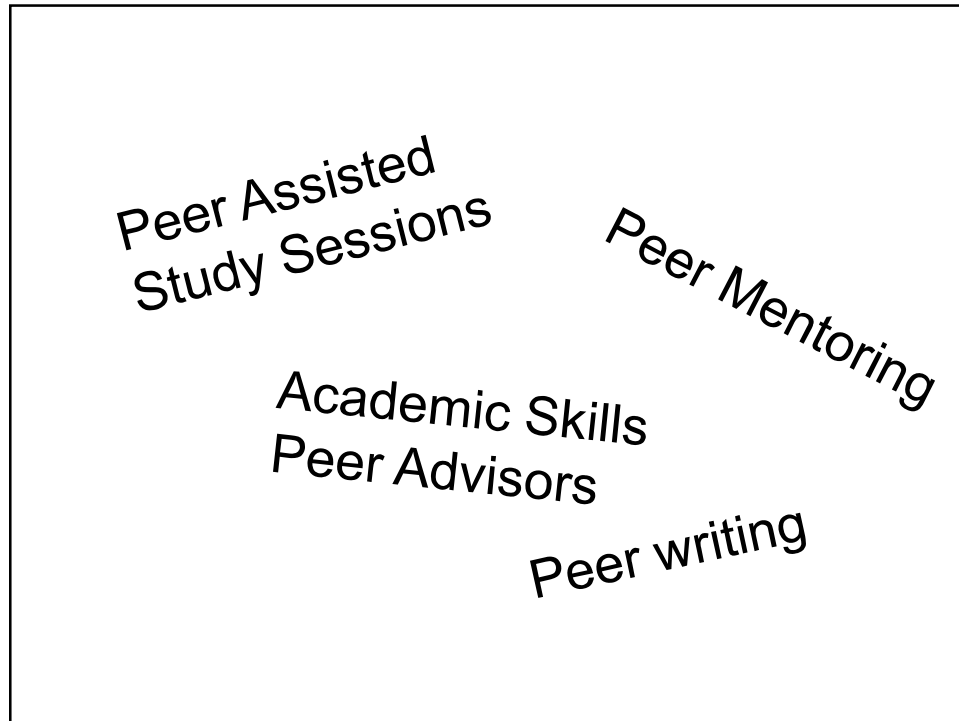 Peer Assisted
Study Sessions
Peer Mentoring
Academic Skills
Peer Advisors
Peer writing